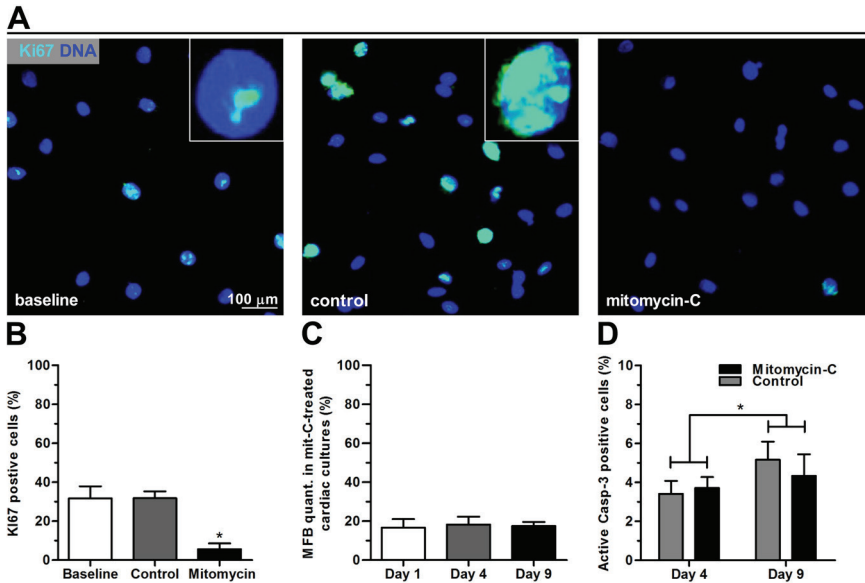 A
Ki67 DNA
baseline
100 μm
control
mitomycin-C
B
KI67 postive cells (%)
100
80
60
40
20
0
Baseline Control Mitomycin
*
C
MFB quant. in mit-C-treated
cardiac cultures (%)
100
80
60
40
20
0
Day 1 Day 4 Day 9
D
Active Casp-3 positive cells (%)
10
8
6
4
2
0
Mitomycin-C
Control
*
Day 4 Day 9